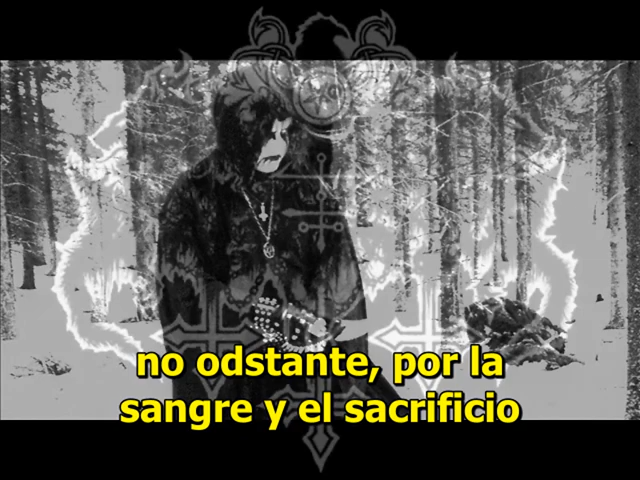 no odstante, por la
sangre y el sacrificio